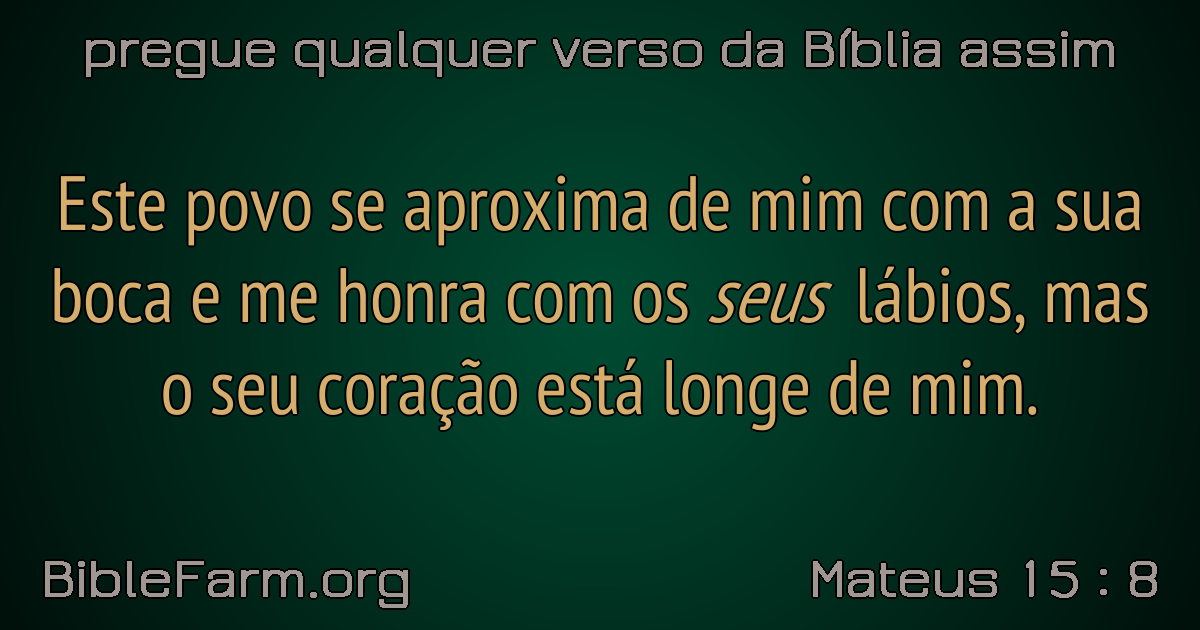 pregue qualquer verso da Bíblia assim
Este povo se aproxima de mim com a sua
boca e me honra com os seus lábios, mas
o seu coração está longe de mim.
BibleFarm.org
Mateus 15 : 8